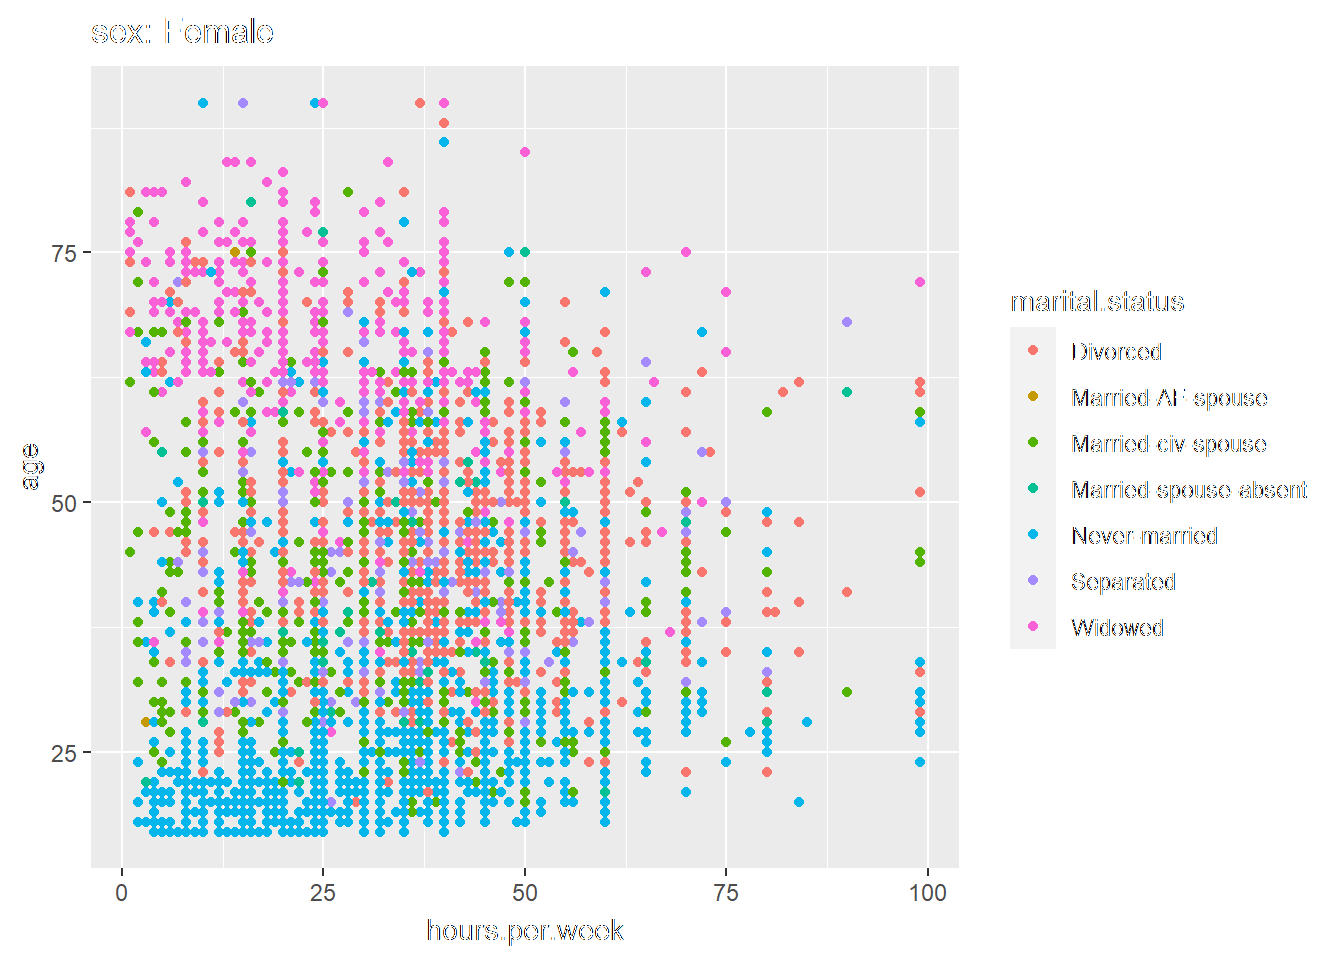 sex: Female
75
50
25
age
0
25
50
75
100
hours.per.week
marital.status
Divorced
Married-AF-spouse
Married-civ-spouse
Married-spouse-absent
Never-married
Separated
Widowed